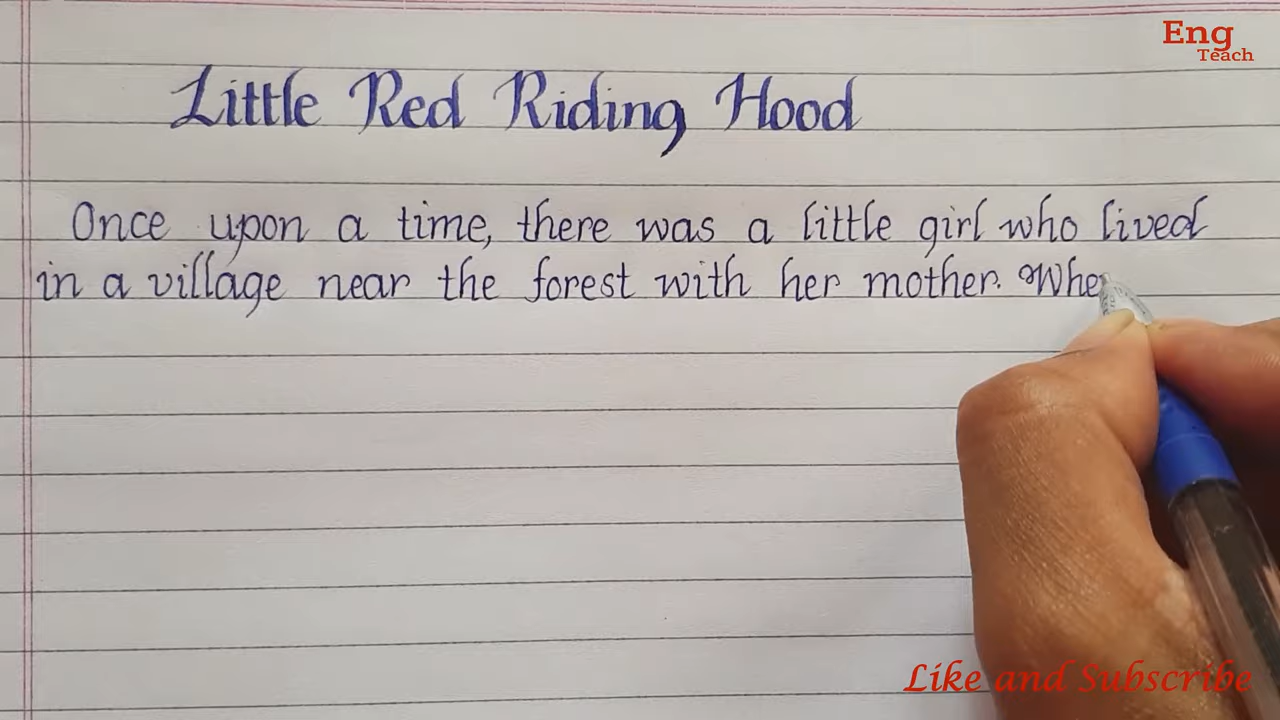 Eng
Teach
Little Red Riding Hood
Once upon a time, there was a little girl who lived
in a village near the forest with her mother. Whe
Like and Subscribe